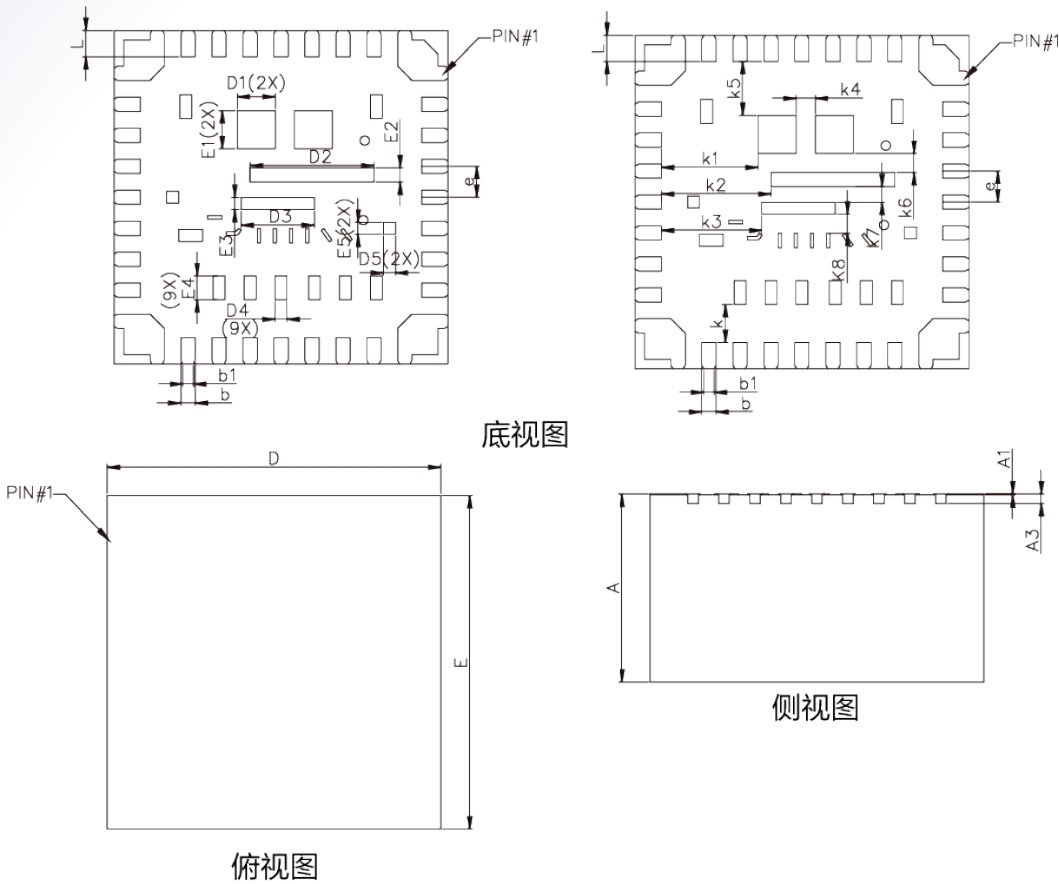 L
PIN#1
D1(2X)
E1(2X)
E2
D2
e
D3
E3
E5(2X)
D5(2X)
E4
(9X)
D4
(9X)
b1
b
L
PIN#1
k5
k4
k1
k2
k6
e
k3
k7
k8
k
b1
b
底视图
D
PIN#1
E
俯视图
A1
A3
A
侧视图